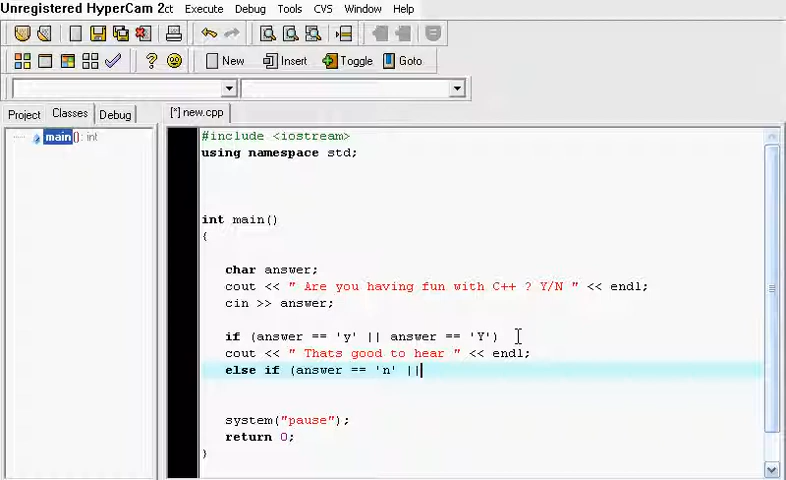 Unregistered HyperCam 2ct Execute Debug Tools CVS Window Help
New Insert Toggle Goto
Project Classes Debug [*] new.cpp
main(): int
#include <iostream>
using namespace std;
int main()
{
char answer;
cout << " Are you having fun with C++ ? Y/N " << endl;
cin >> answer;
if (answer == 'y' || answer == 'Y')
cout << " Thats good to hear " << endl;
else if (answer == 'n' ||
system("pause");
return 0;
}